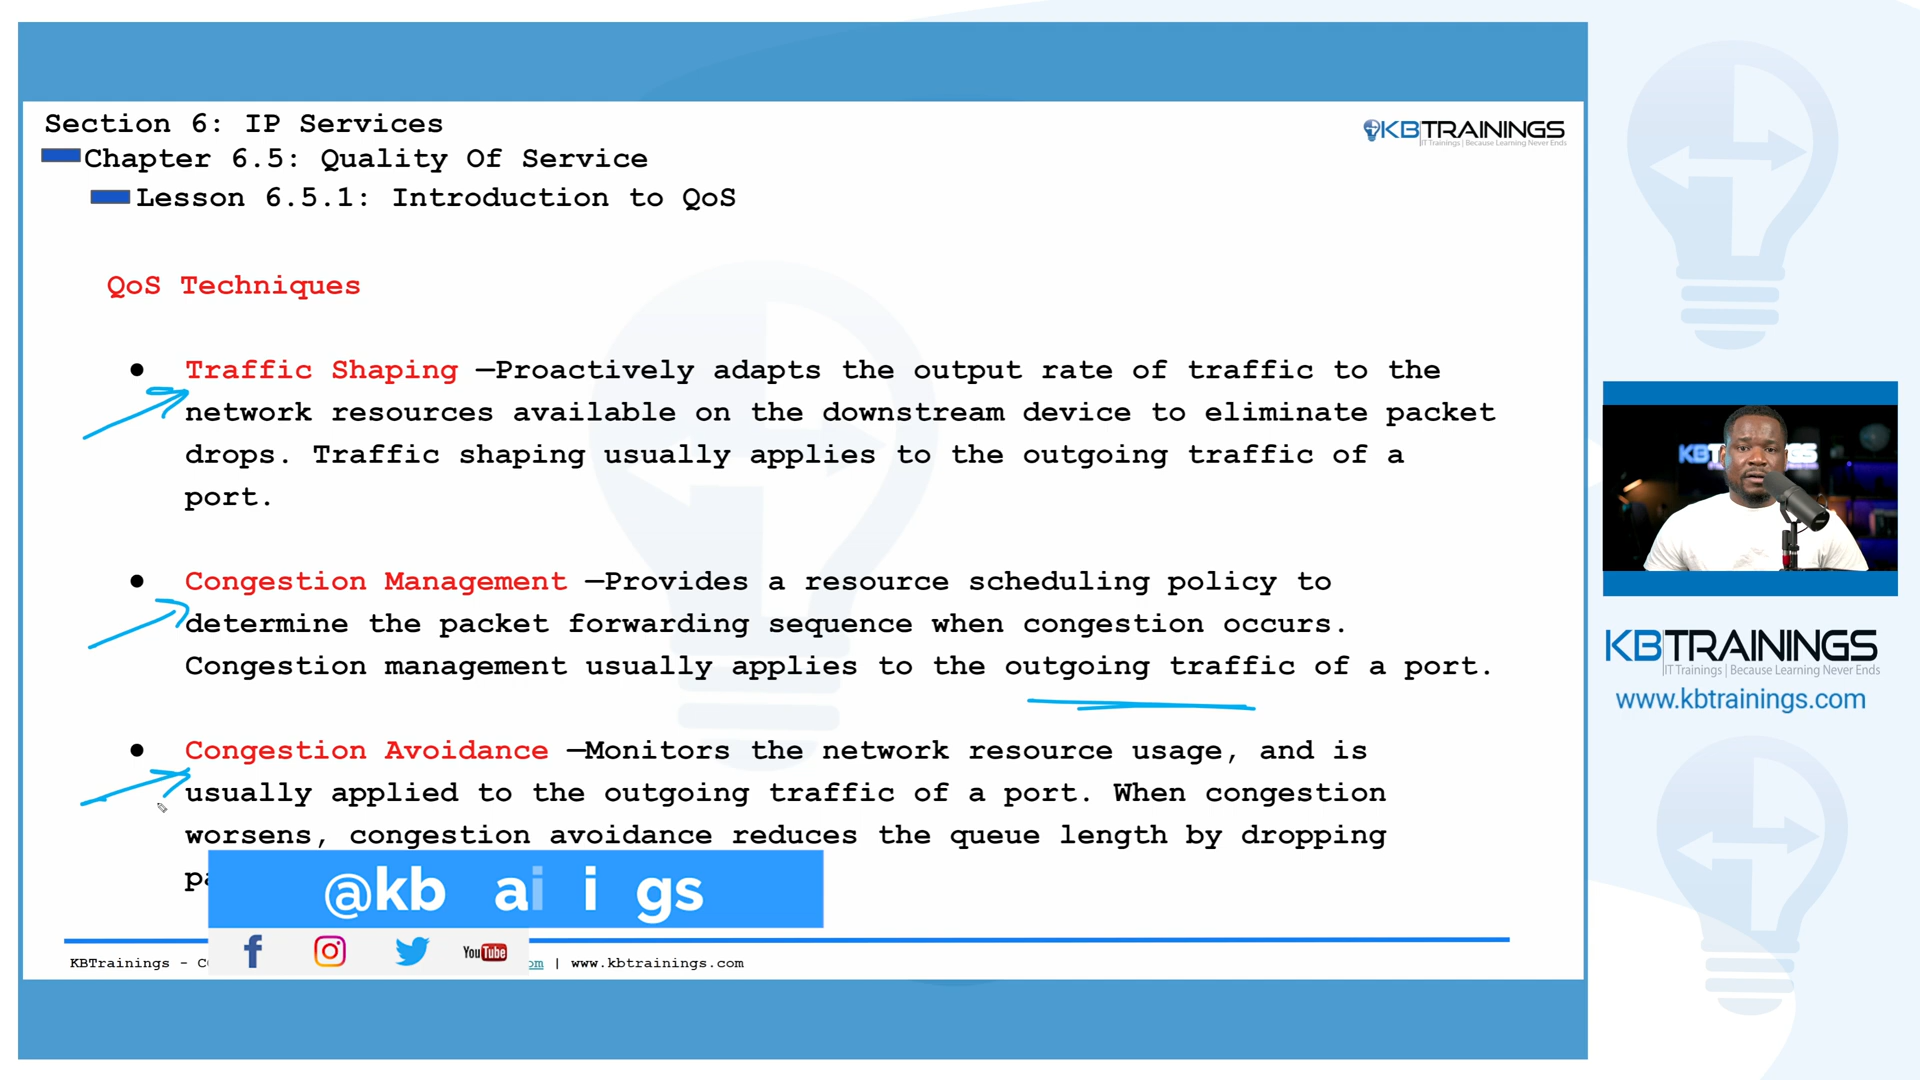 Section 6: IP Services
Chapter 6.5: Quality Of Service
Lesson 6.5.1: Introduction to QoS
KBTRAININGS
IT Trainings | Because Learning Never Ends
QoS Techniques
● Traffic Shaping —Proactively adapts the output rate of traffic to the
network resources available on the downstream device to eliminate packet
drops. Traffic shaping usually applies to the outgoing traffic of a
port.
● Congestion Management —Provides a resource scheduling policy to
determine the packet forwarding sequence when congestion occurs.
Congestion management usually applies to the outgoing traffic of a port.
● Congestion Avoidance —Monitors the network resource usage, and is
usually applied to the outgoing traffic of a port. When congestion
worsens, congestion avoidance reduces the queue length by dropping
@kb ai i gs
YouTube
KBTrainings - | www.kbtrainings.com
KBTRAININGS
IT Trainings | Because Learning Never Ends
www.kbtrainings.com